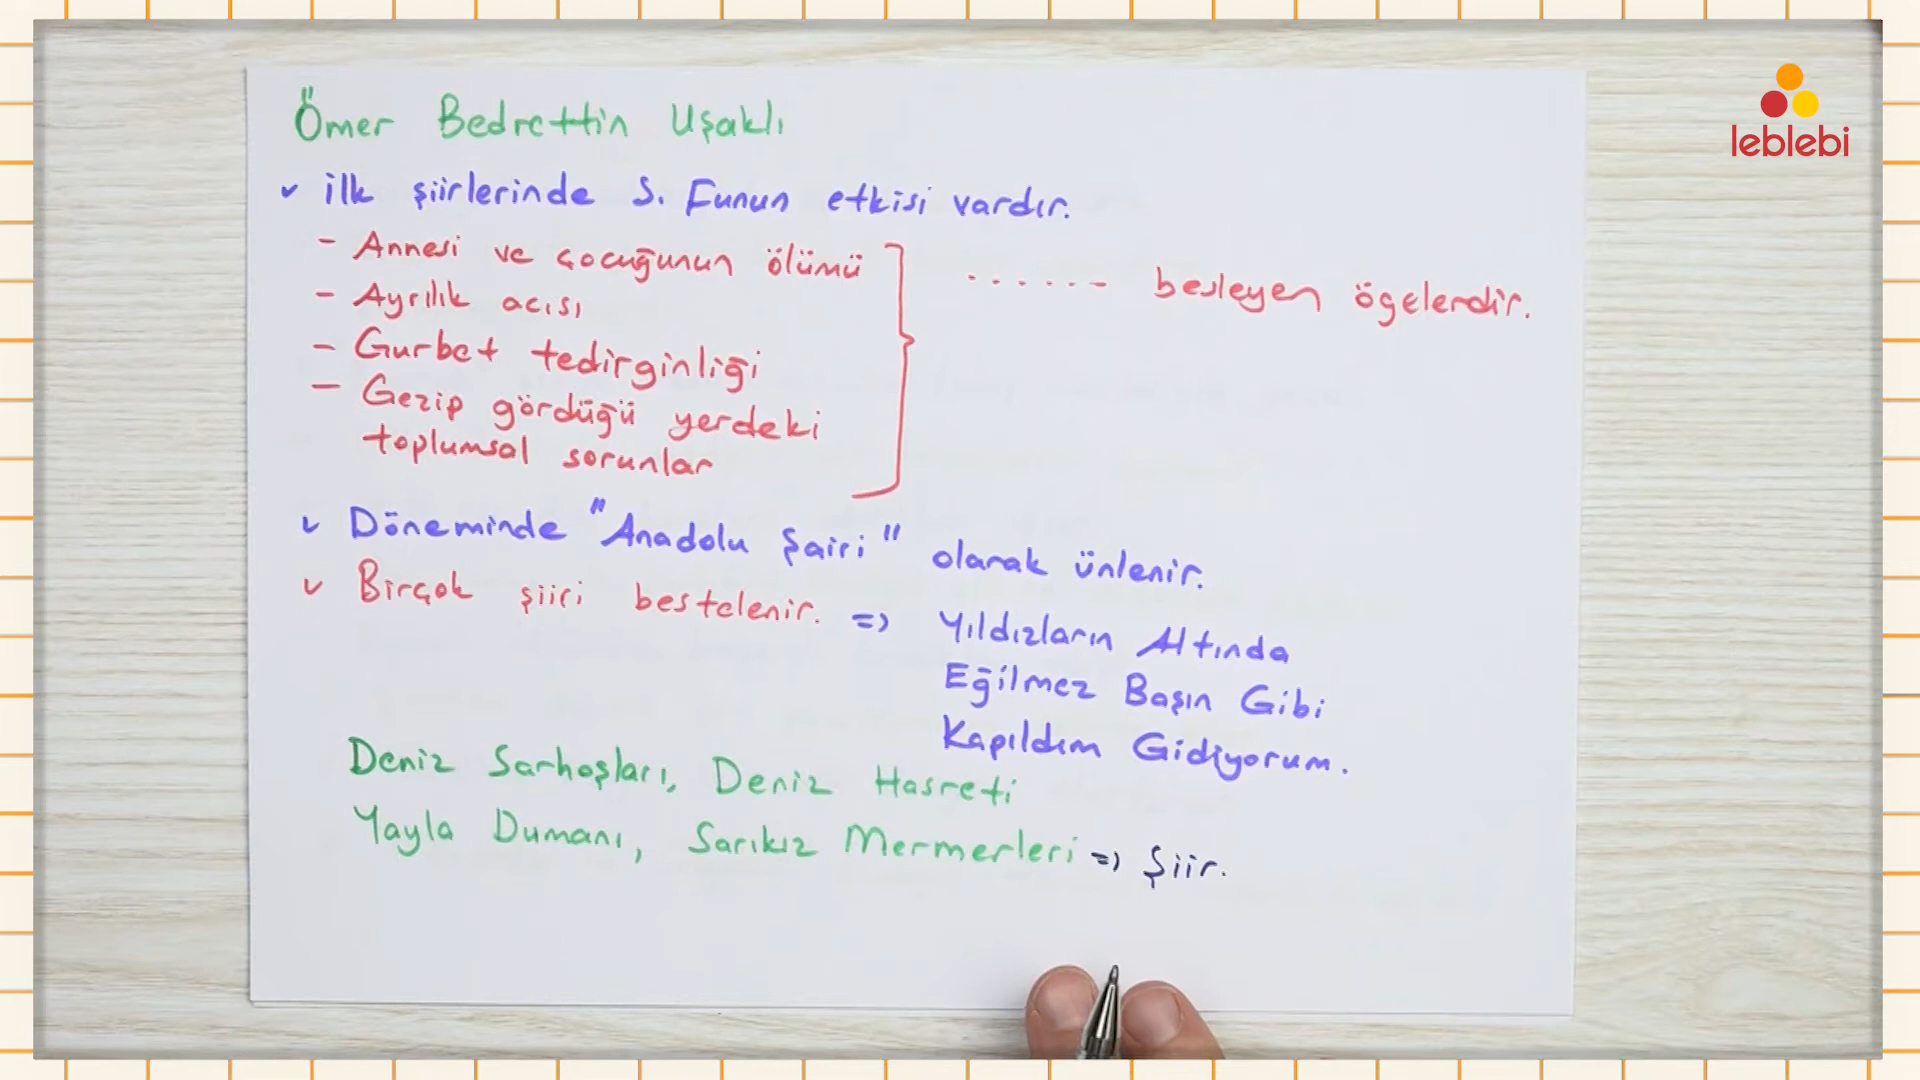 leblebi
Ömer Bedrettin Uşaklı
✓ İlk şiirlerinde S. Fünun etkisi vardır.
- Annesi ve çocuğunun ölümü
- Ayrılık acısı
- Gurbet tedirginliği
- Gezip gördüğü yerdeki
toplumsal sorunlar
...... besleyen ögelerdir.
✓ Döneminde "Anadolu Şairi" olarak ünlenir.
✓ Birçok şiiri bestelenir. => Yıldızların Altında
Eğilmez Başın Gibi
Kapıldım Gidiyorum.
Deniz Sarhoşları, Deniz Hasreti
Yayla Dumanı, Sarıkız Mermerleri => Şiir.